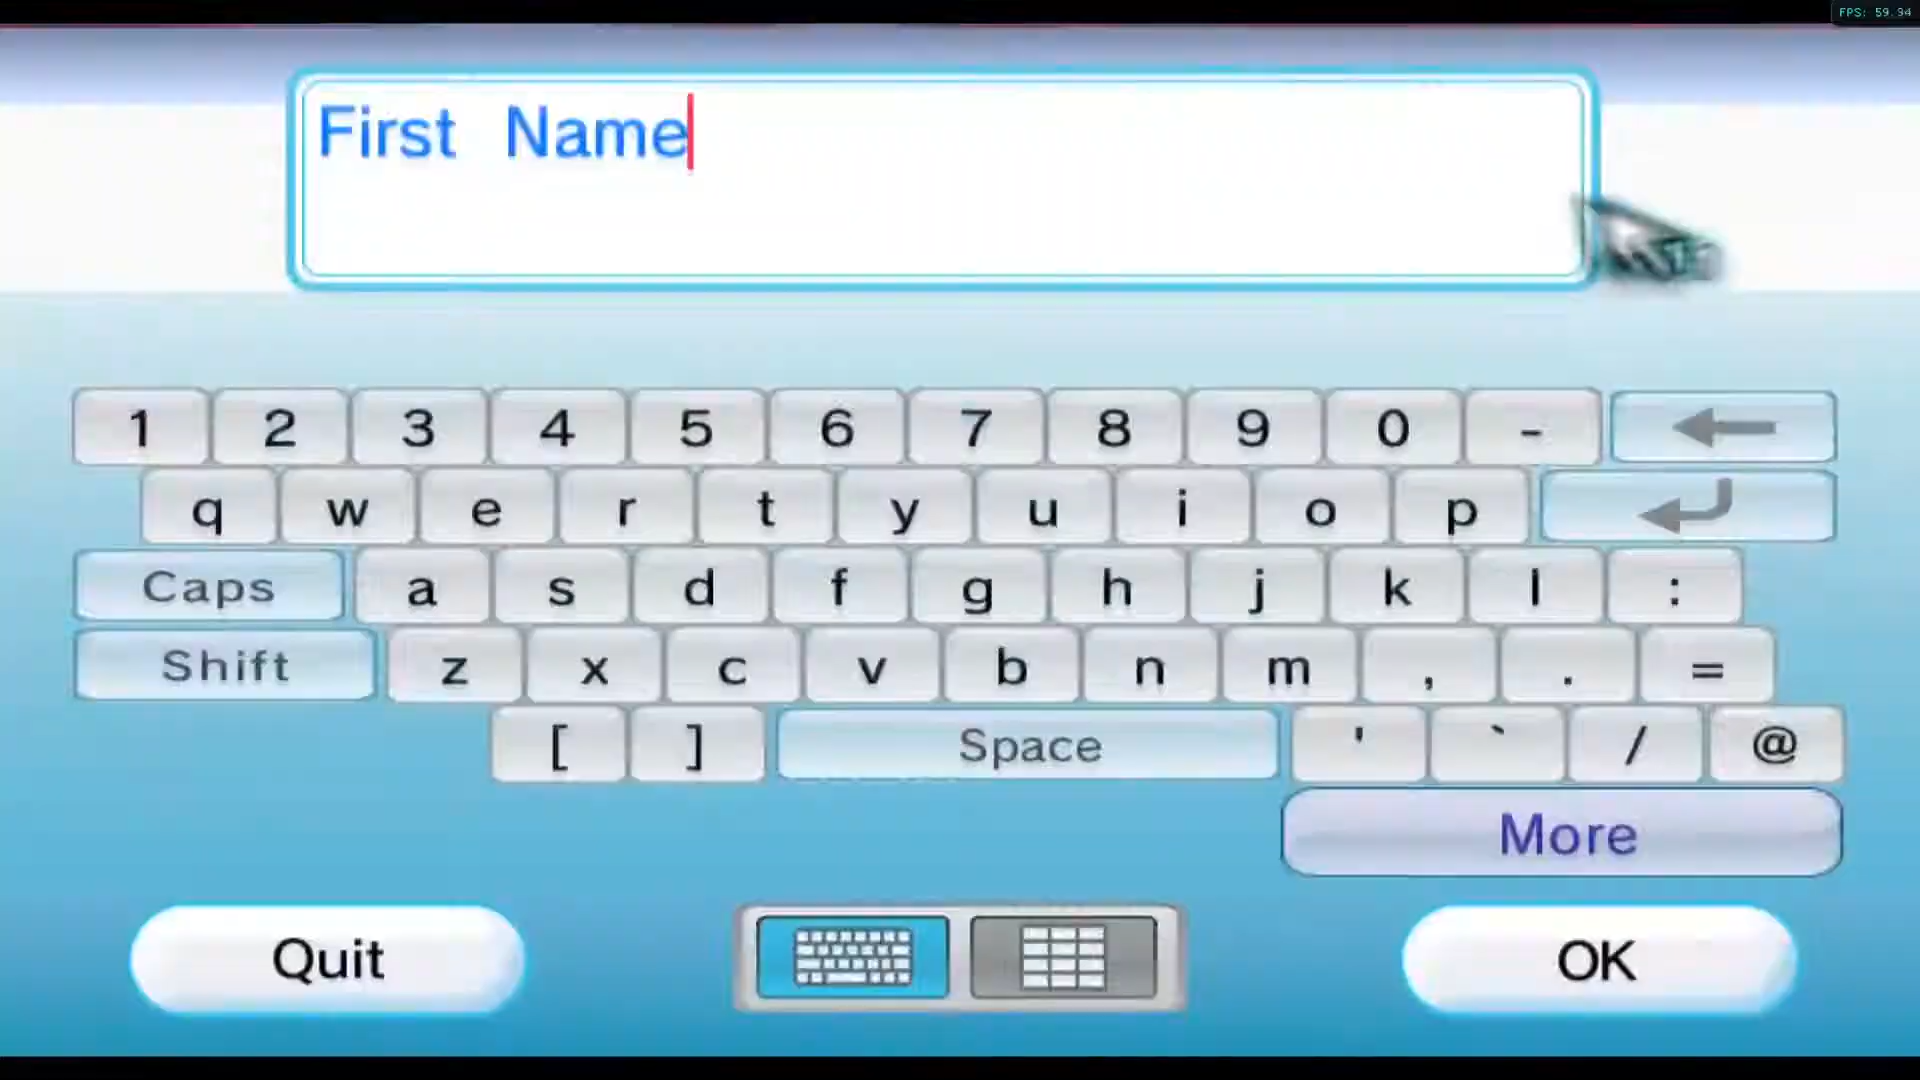 FPS: 59.94
First Name
1 2 3 4 5 6 7 8 9 0 -
q w e r t y u i o p
Caps a s d f g h j k l :
Shift z x c v b n m , . =
[ ] Space ' ` / @
More
Quit OK